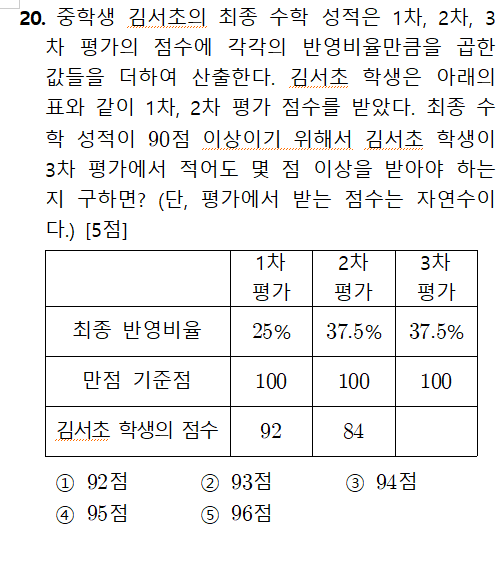 20. 중학생 김서초의 최종 수학 성적은 1차, 2차, 3
차 평가의 점수에 각각의 반영비율만큼을 곱한
값들을 더하여 산출한다. 김서초 학생은 아래의
표와 같이 1차, 2차 평가 점수를 받았다. 최종 수
학 성적이 90점 이상이기 위해서 김서초 학생이
3차 평가에서 적어도 몇 점 이상을 받아야 하는
지 구하면? (단, 평가에서 받는 점수는 자연수이
다.) [5점]
1차 2차 3차
평가 평가 평가
최종 반영비율 25% 37.5% 37.5%
만점 기준점 100 100 100
김서초 학생의 점수 92 84
① 92점 ② 93점 ③ 94점
④ 95점 ⑤ 96점